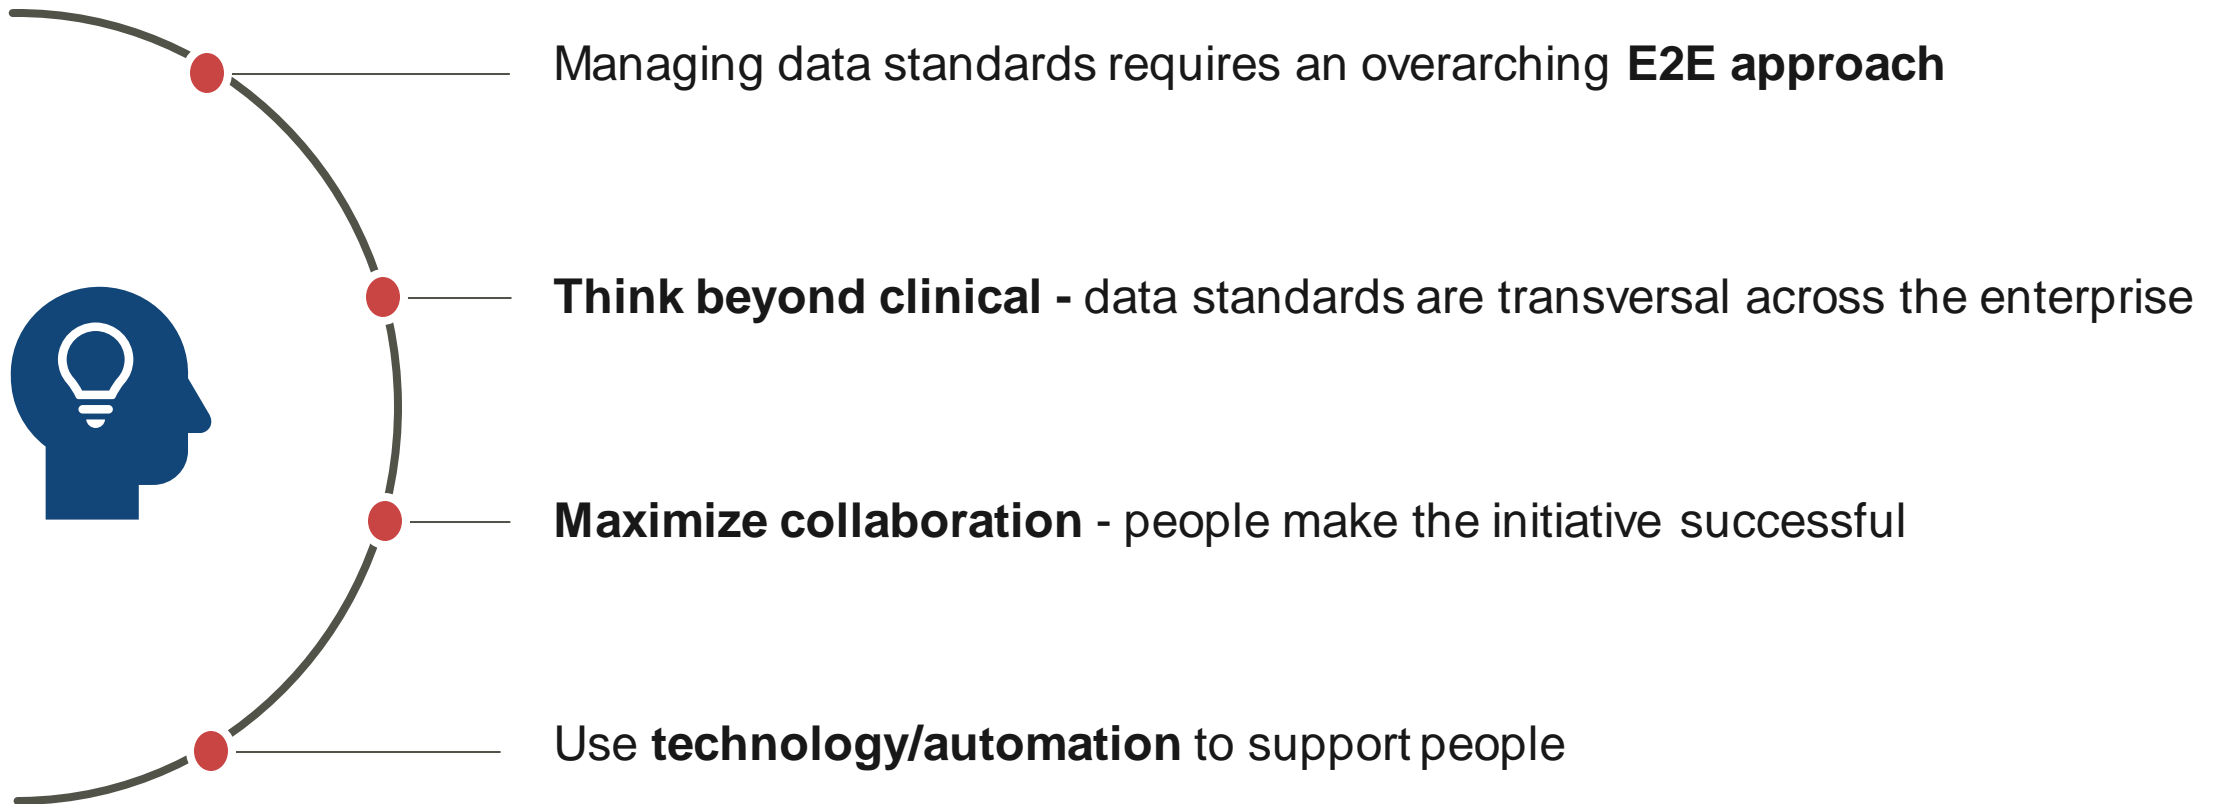 Managing data standards requires an overarching E2E approach
Think beyond clinical - data standards are transversal across the enterprise
Maximize collaboration - people make the initiative successful
Use technology/automation to support people